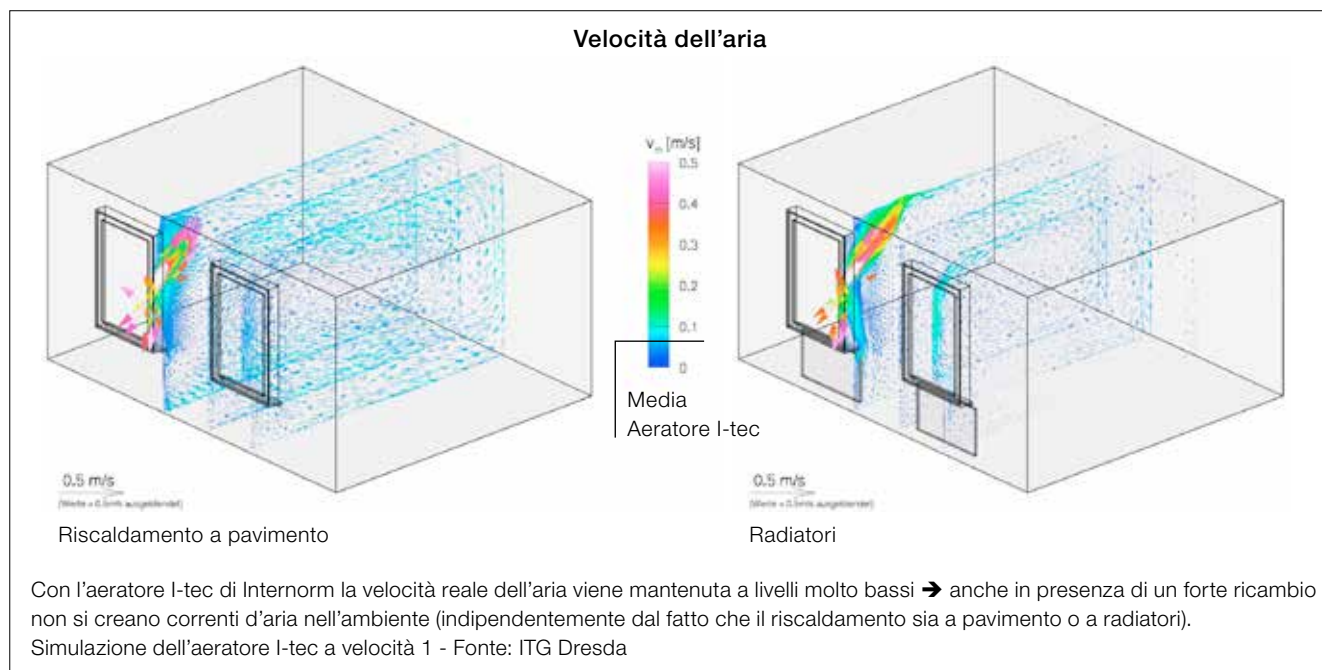 Velocità dell'aria
v_m [m/s]
0.5
0.4
0.3
0.2
0.1
0
Media
Aeratore I-tec
0.5 m/s
Riscaldamento a pavimento
0.5 m/s
Radiatori
Con l'aeratore I-tec di Internorm la velocità reale dell'aria viene mantenuta a livelli molto bassi ➔ anche in presenza di un forte ricambio
non si creano correnti d'aria nell'ambiente (indipendentemente dal fatto che il riscaldamento sia a pavimento o a radiatori).
Simulazione dell'aeratore I-tec a velocità 1 - Fonte: ITG Dresda